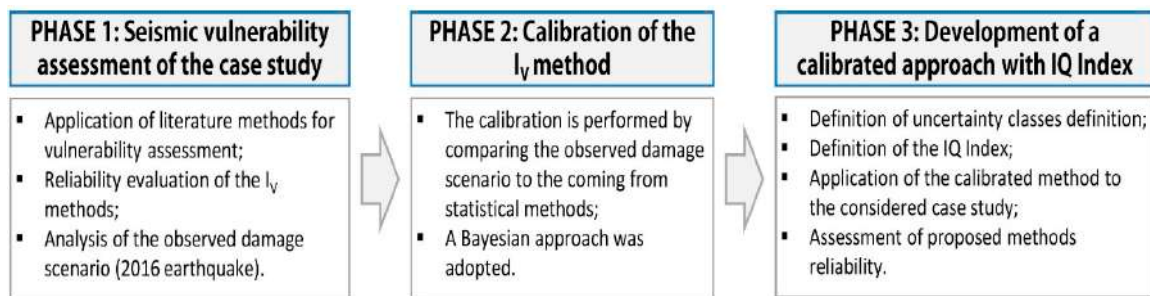 PHASE 1: Seismic vulnerability
assessment of the case study
▪ Application of literature methods for
vulnerability assessment;
▪ Reliability evaluation of the IV
methods;
▪ Analysis of the observed damage
scenario (2016 earthquake).
PHASE 2: Calibration of the
IV method
▪ The calibration is performed by
comparing the observed damage
scenario to the coming from
statistical methods;
▪ A Bayesian approach was
adopted.
PHASE 3: Development of a
calibrated approach with IQ Index
▪ Definition of uncertainty classes definition;
▪ Definition of the IQ Index;
▪ Application of the calibrated method to
the considered case study;
▪ Assessment of proposed methods
reliability.